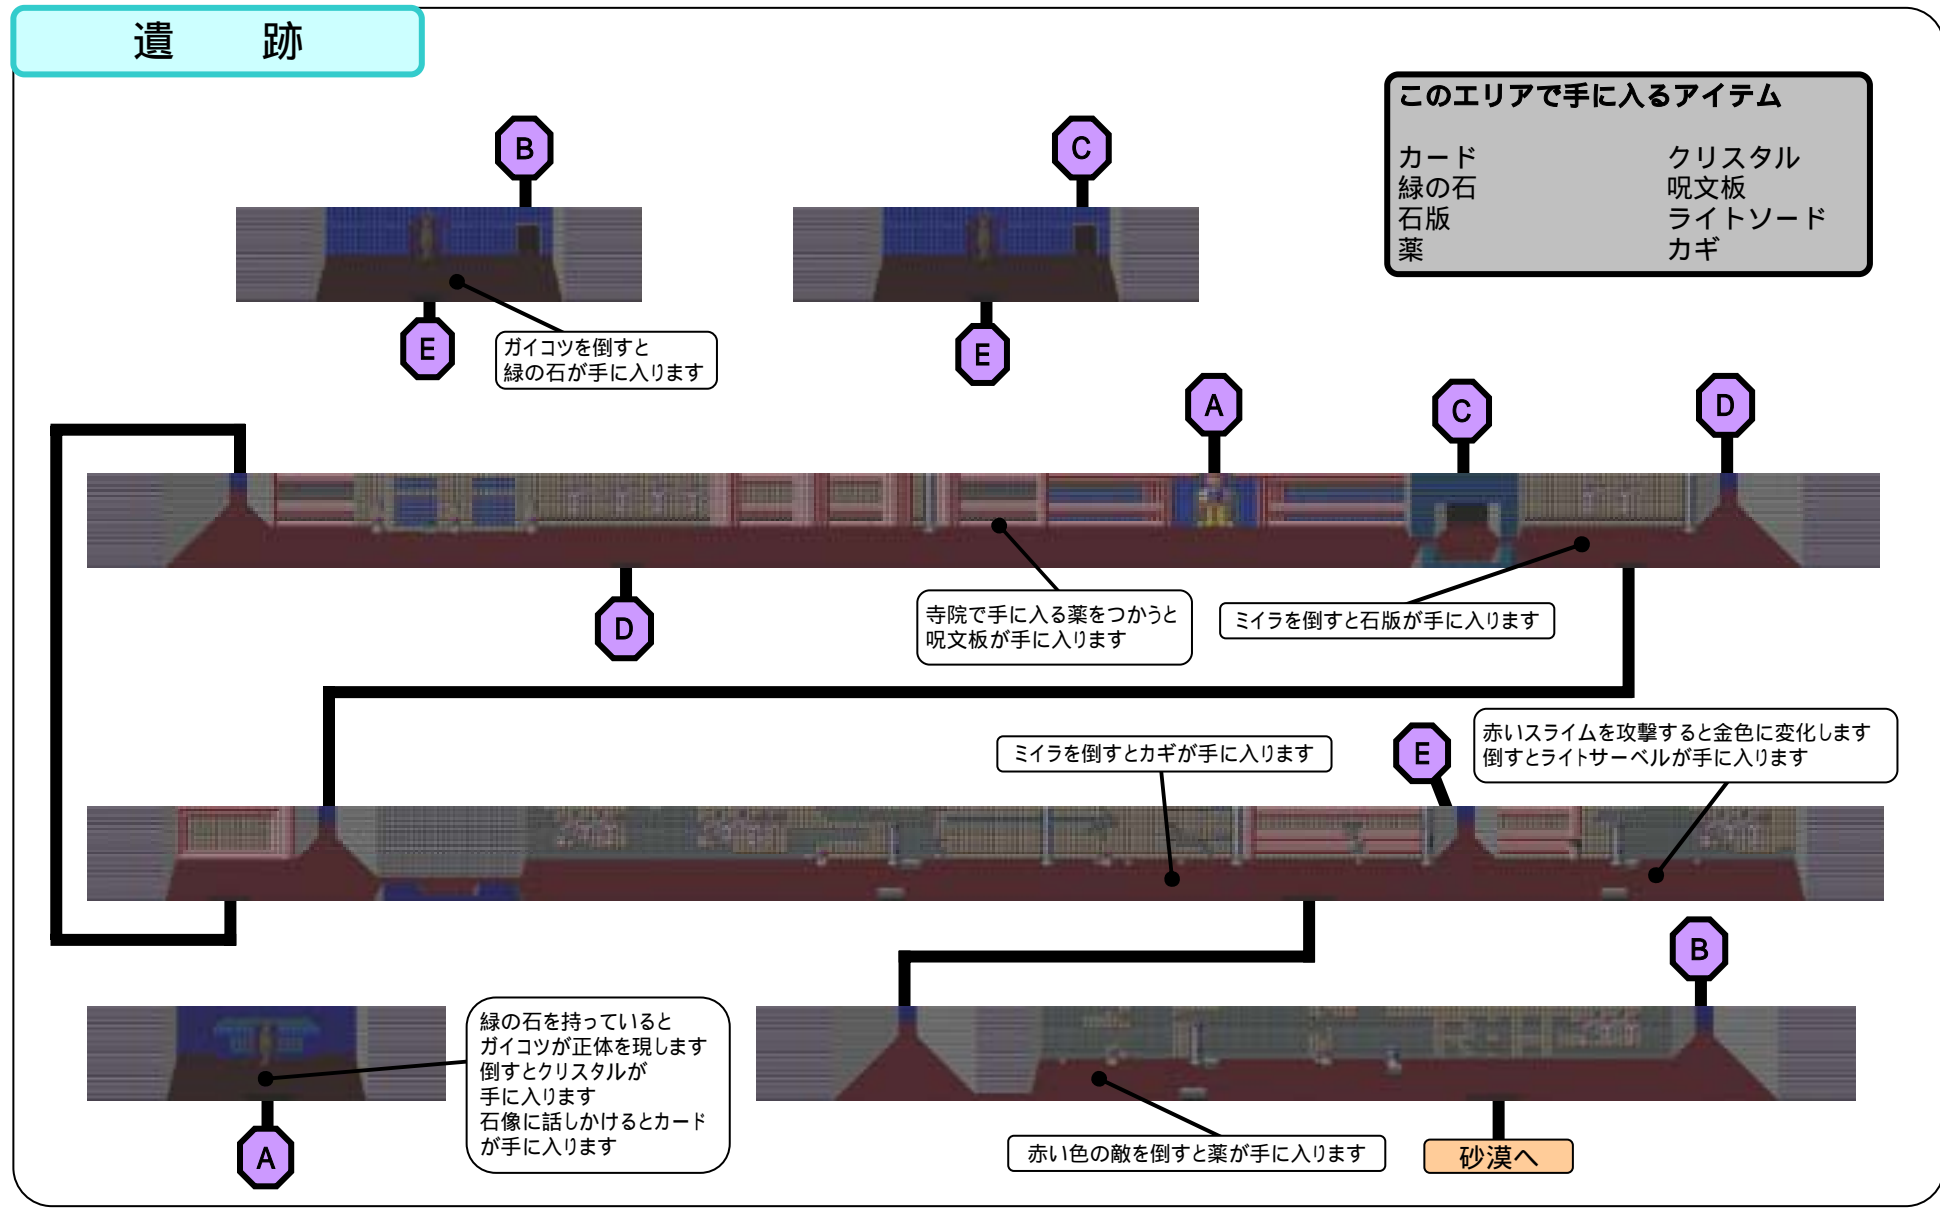 遺　跡
このエリアで手に入るアイテム
カード　クリスタル
緑の石　呪文板
石版　ライトソード
薬　カギ
B
C
E
E
ガイコツを倒すと
緑の石が手に入ります
A
C
D
D
寺院で手に入る薬をつかうと
呪文板が手に入ります
ミイラを倒すと石版が手に入ります
ミイラを倒すとカギが手に入ります
E
赤いスライムを攻撃すると金色に変化します
倒すとライトサーベルが手に入ります
B
緑の石を持っていると
ガイコツが正体を現します
倒すとクリスタルが
手に入ります
石像に話しかけるとカード
が手に入ります
A
赤い色の敵を倒すと薬が手に入ります
砂漠へ